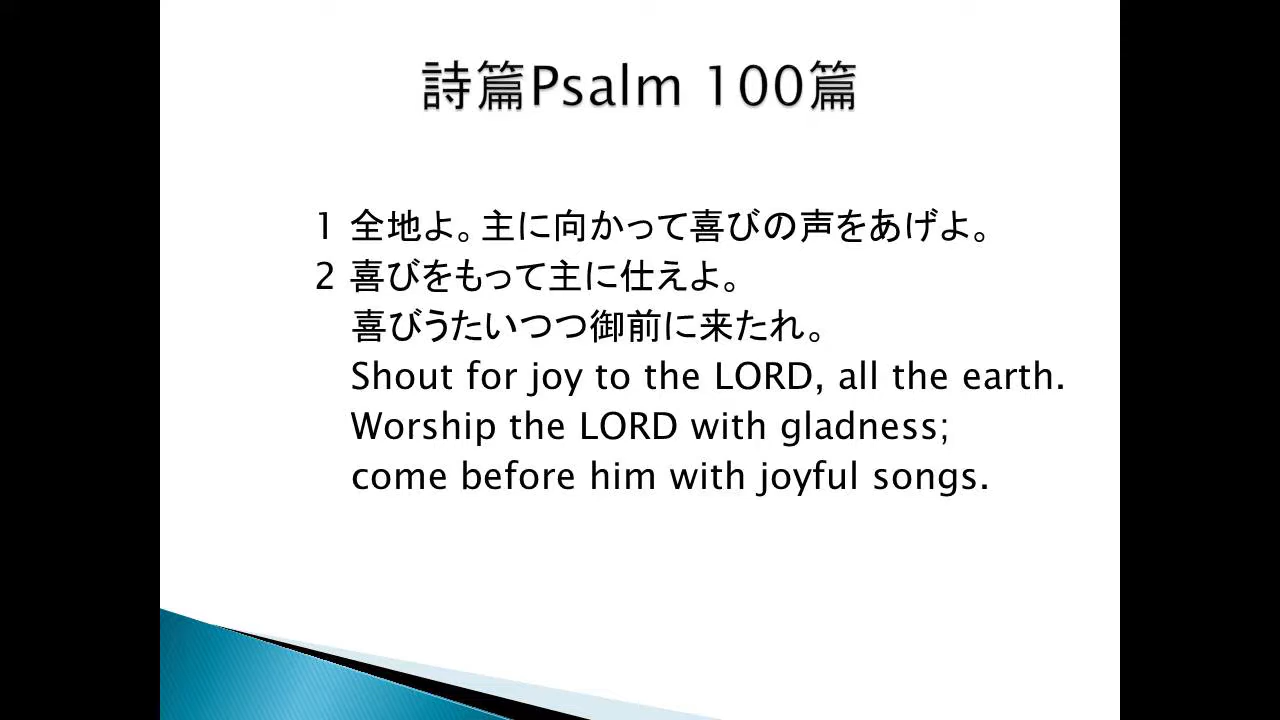 詩篇Psalm 100篇
1 全地よ。主に向かって喜びの声をあげよ。
2 喜びをもって主に仕えよ。
喜びうたいつつ御前に来たれ。
Shout for joy to the LORD, all the earth.
Worship the LORD with gladness;
come before him with joyful songs.